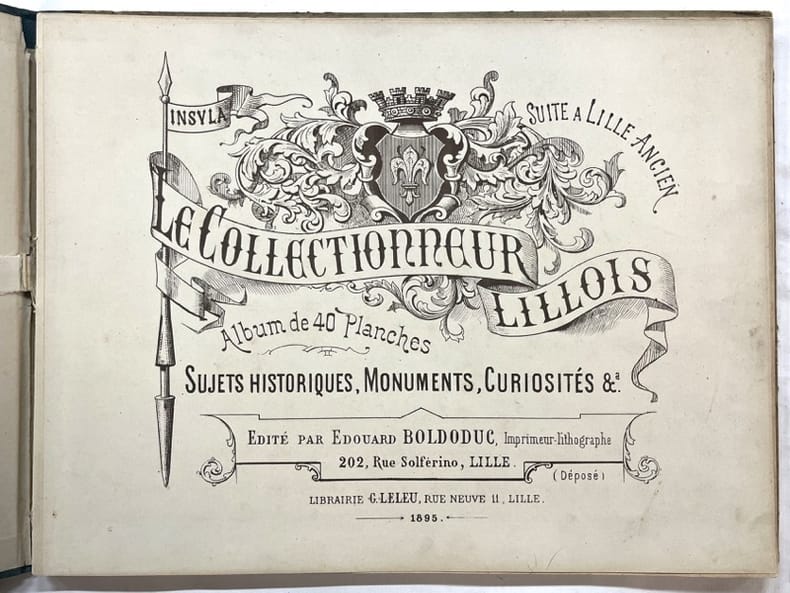 INSVLA
SUITE A LILLE-ANCIEN
LE COLLECTIONNEUR
LILLOIS
Album de 40 Planches
SUJETS HISTORIQUES, MONUMENTS, CURIOSITÉS &ª.
EDITÉ PAR EDOUARD BOLDODUC, Imprimeur-lithographe
202, Rue Solférino, LILLE.
(Déposé)
LIBRAIRIE G. LELEU, RUE NEUVE 11, LILLE.
1895.